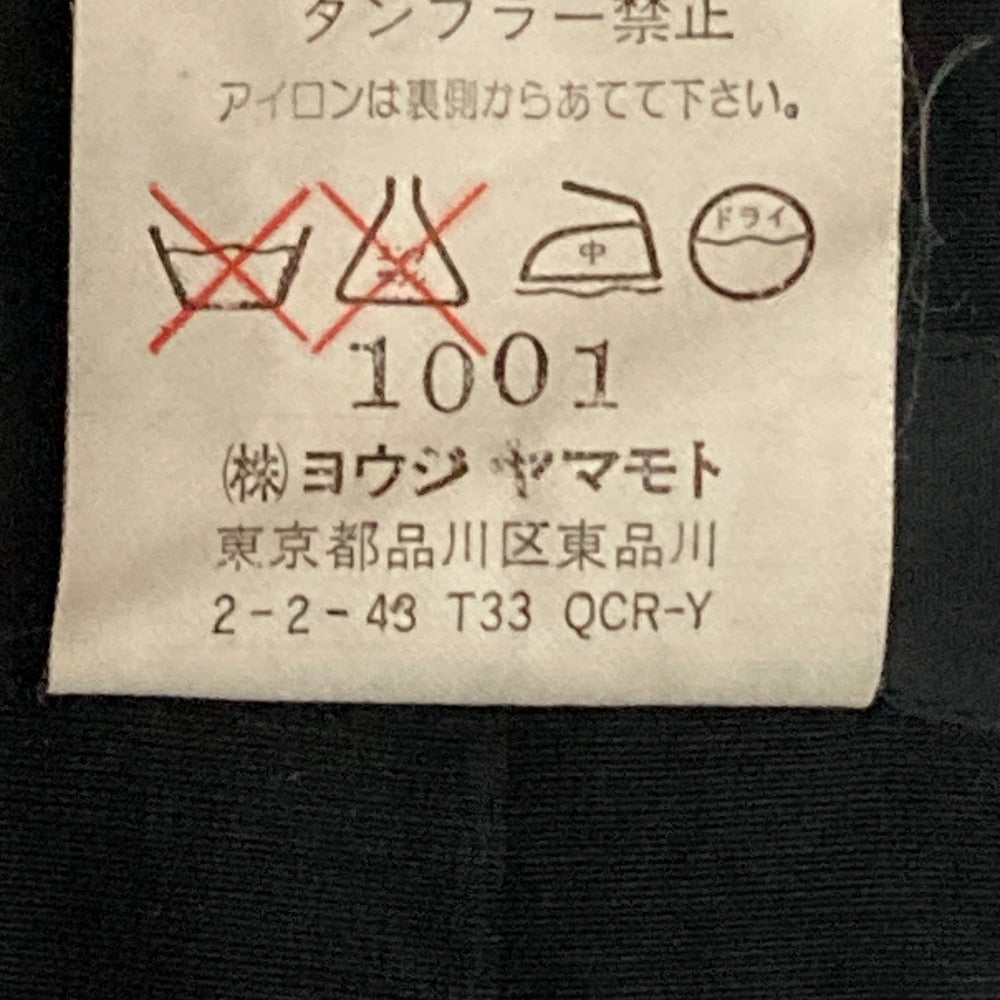 タンブラー禁止
アイロンは裏側からあてて下さい。
中 ドライ
1001
(株)ヨウジ ヤマモト
東京都品川区東品川
2-2-43 T33 QCR-Y